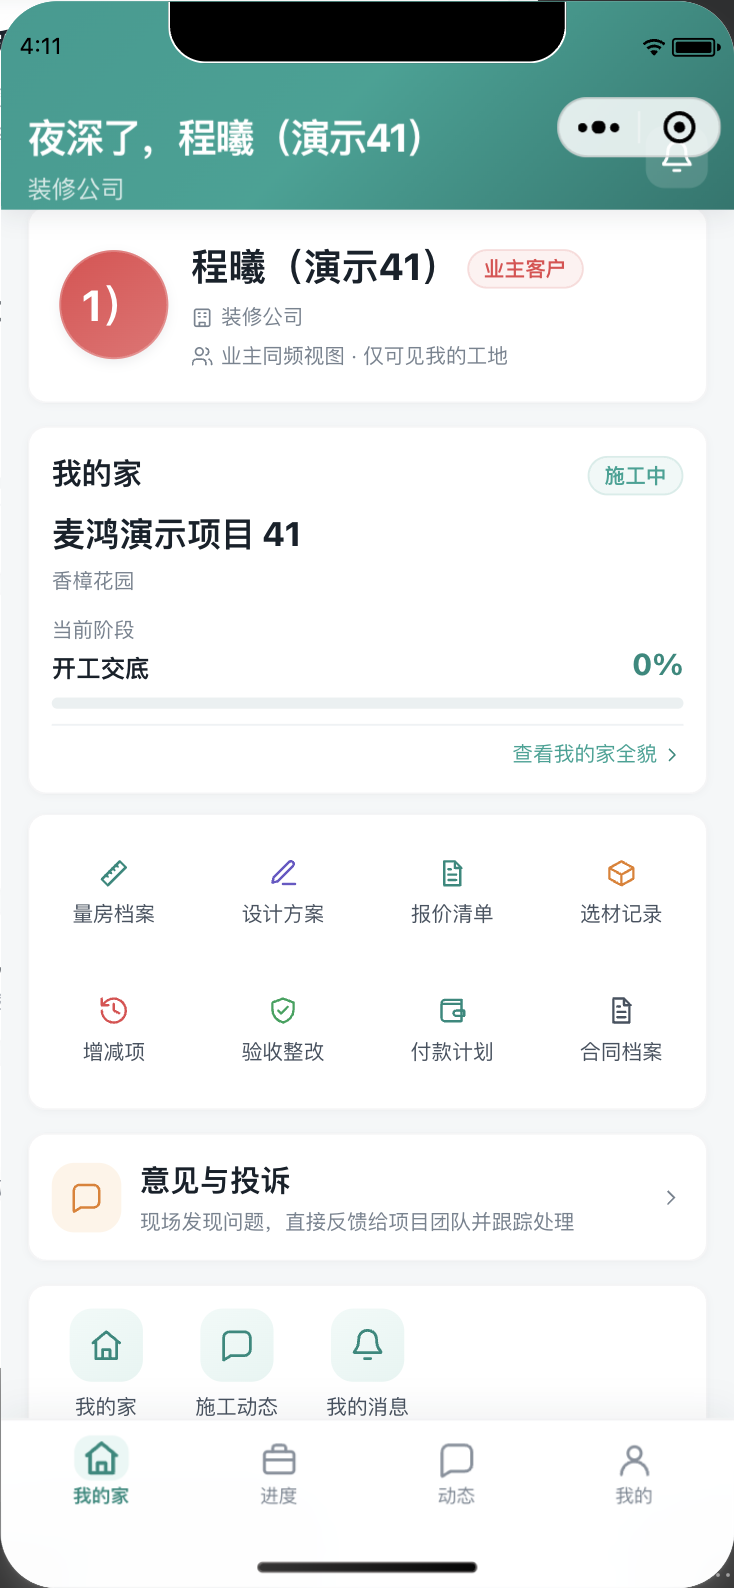 4:11
夜深了，程曦（演示41）
装修公司
1）
程曦（演示41）
业主客户
装修公司
业主同频视图 · 仅可见我的工地
我的家
施工中
麦鸿演示项目 41
香樟花园
当前阶段
开工交底
0%
查看我的家全貌
量房档案
设计方案
报价清单
选材记录
增减项
验收整改
付款计划
合同档案
意见与投诉
现场发现问题，直接反馈给项目团队并跟踪处理
我的家
施工动态
我的消息
我的家
进度
动态
我的